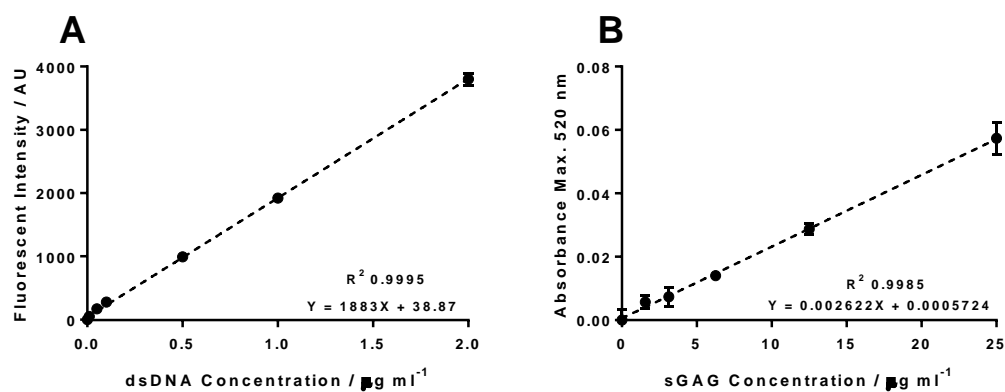 A
Fluorescent Intensity / AU
4000
3000
2000
1000
0
R² 0.9995
Y = 1883X + 38.87
0.0 0.5 1.0 1.5 2.0
dsDNA Concentration / µg ml⁻¹
B
Absorbance Max. 520 nm
0.08
0.06
0.04
0.02
0.00
R² 0.9985
Y = 0.002622X + 0.0005724
0 5 10 15 20 25
sGAG Concentration / µg ml⁻¹